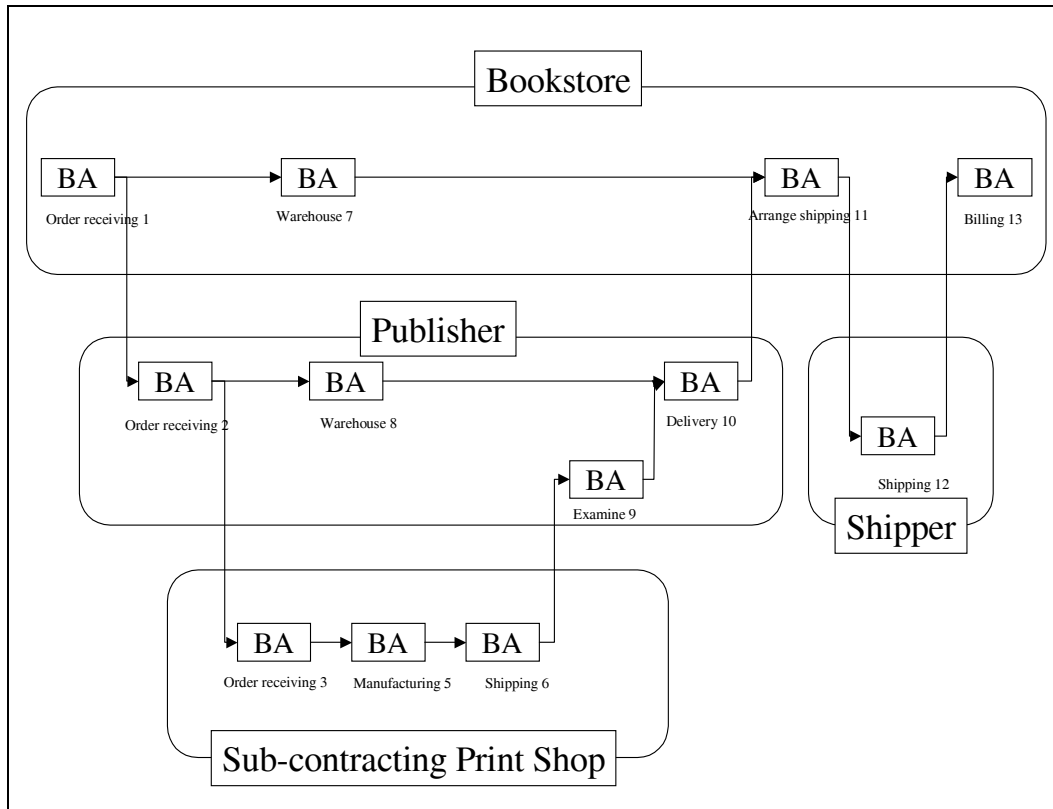 Bookstore
BA
BA
BA
BA
Order receiving 1
Warehouse 7
Arrange shipping 11
Billing 13
Publisher
BA
BA
BA
Order receiving 2
Warehouse 8
Delivery 10
BA
Shipping 12
BA
Examine 9
Shipper
BA
BA
BA
Order receiving 3
Manufacturing 5
Shipping 6
Sub-contracting Print Shop